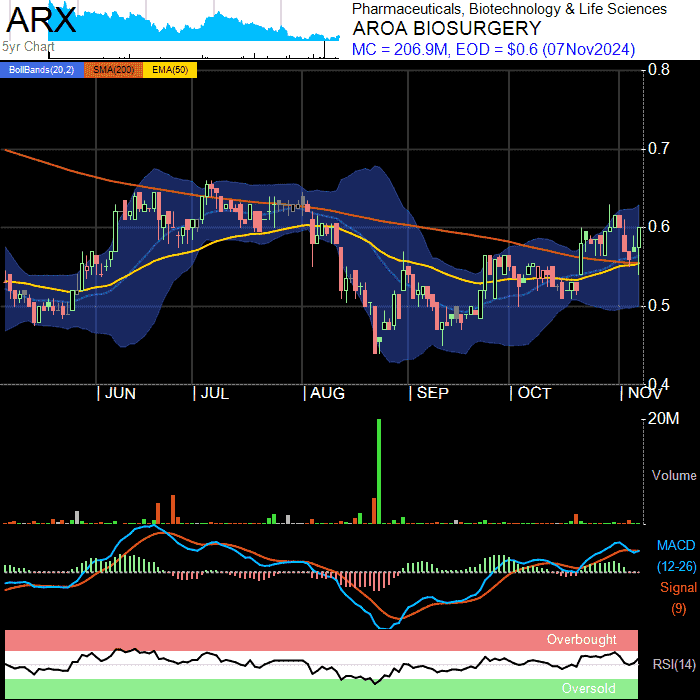 ARX
5yr Chart
Pharmaceuticals, Biotechnology & Life Sciences
AROA BIOSURGERY
MC = 206.9M, EOD = $0.6 (07Nov2024)
BollBands(20,2) SMA(200) EMA(50)
0.8
0.7
0.6
0.5
0.4
JUN JUL AUG SEP OCT NOV
20M
Volume
MACD
(12-26)
Signal
(9)
Overbought
RSI(14)
Oversold